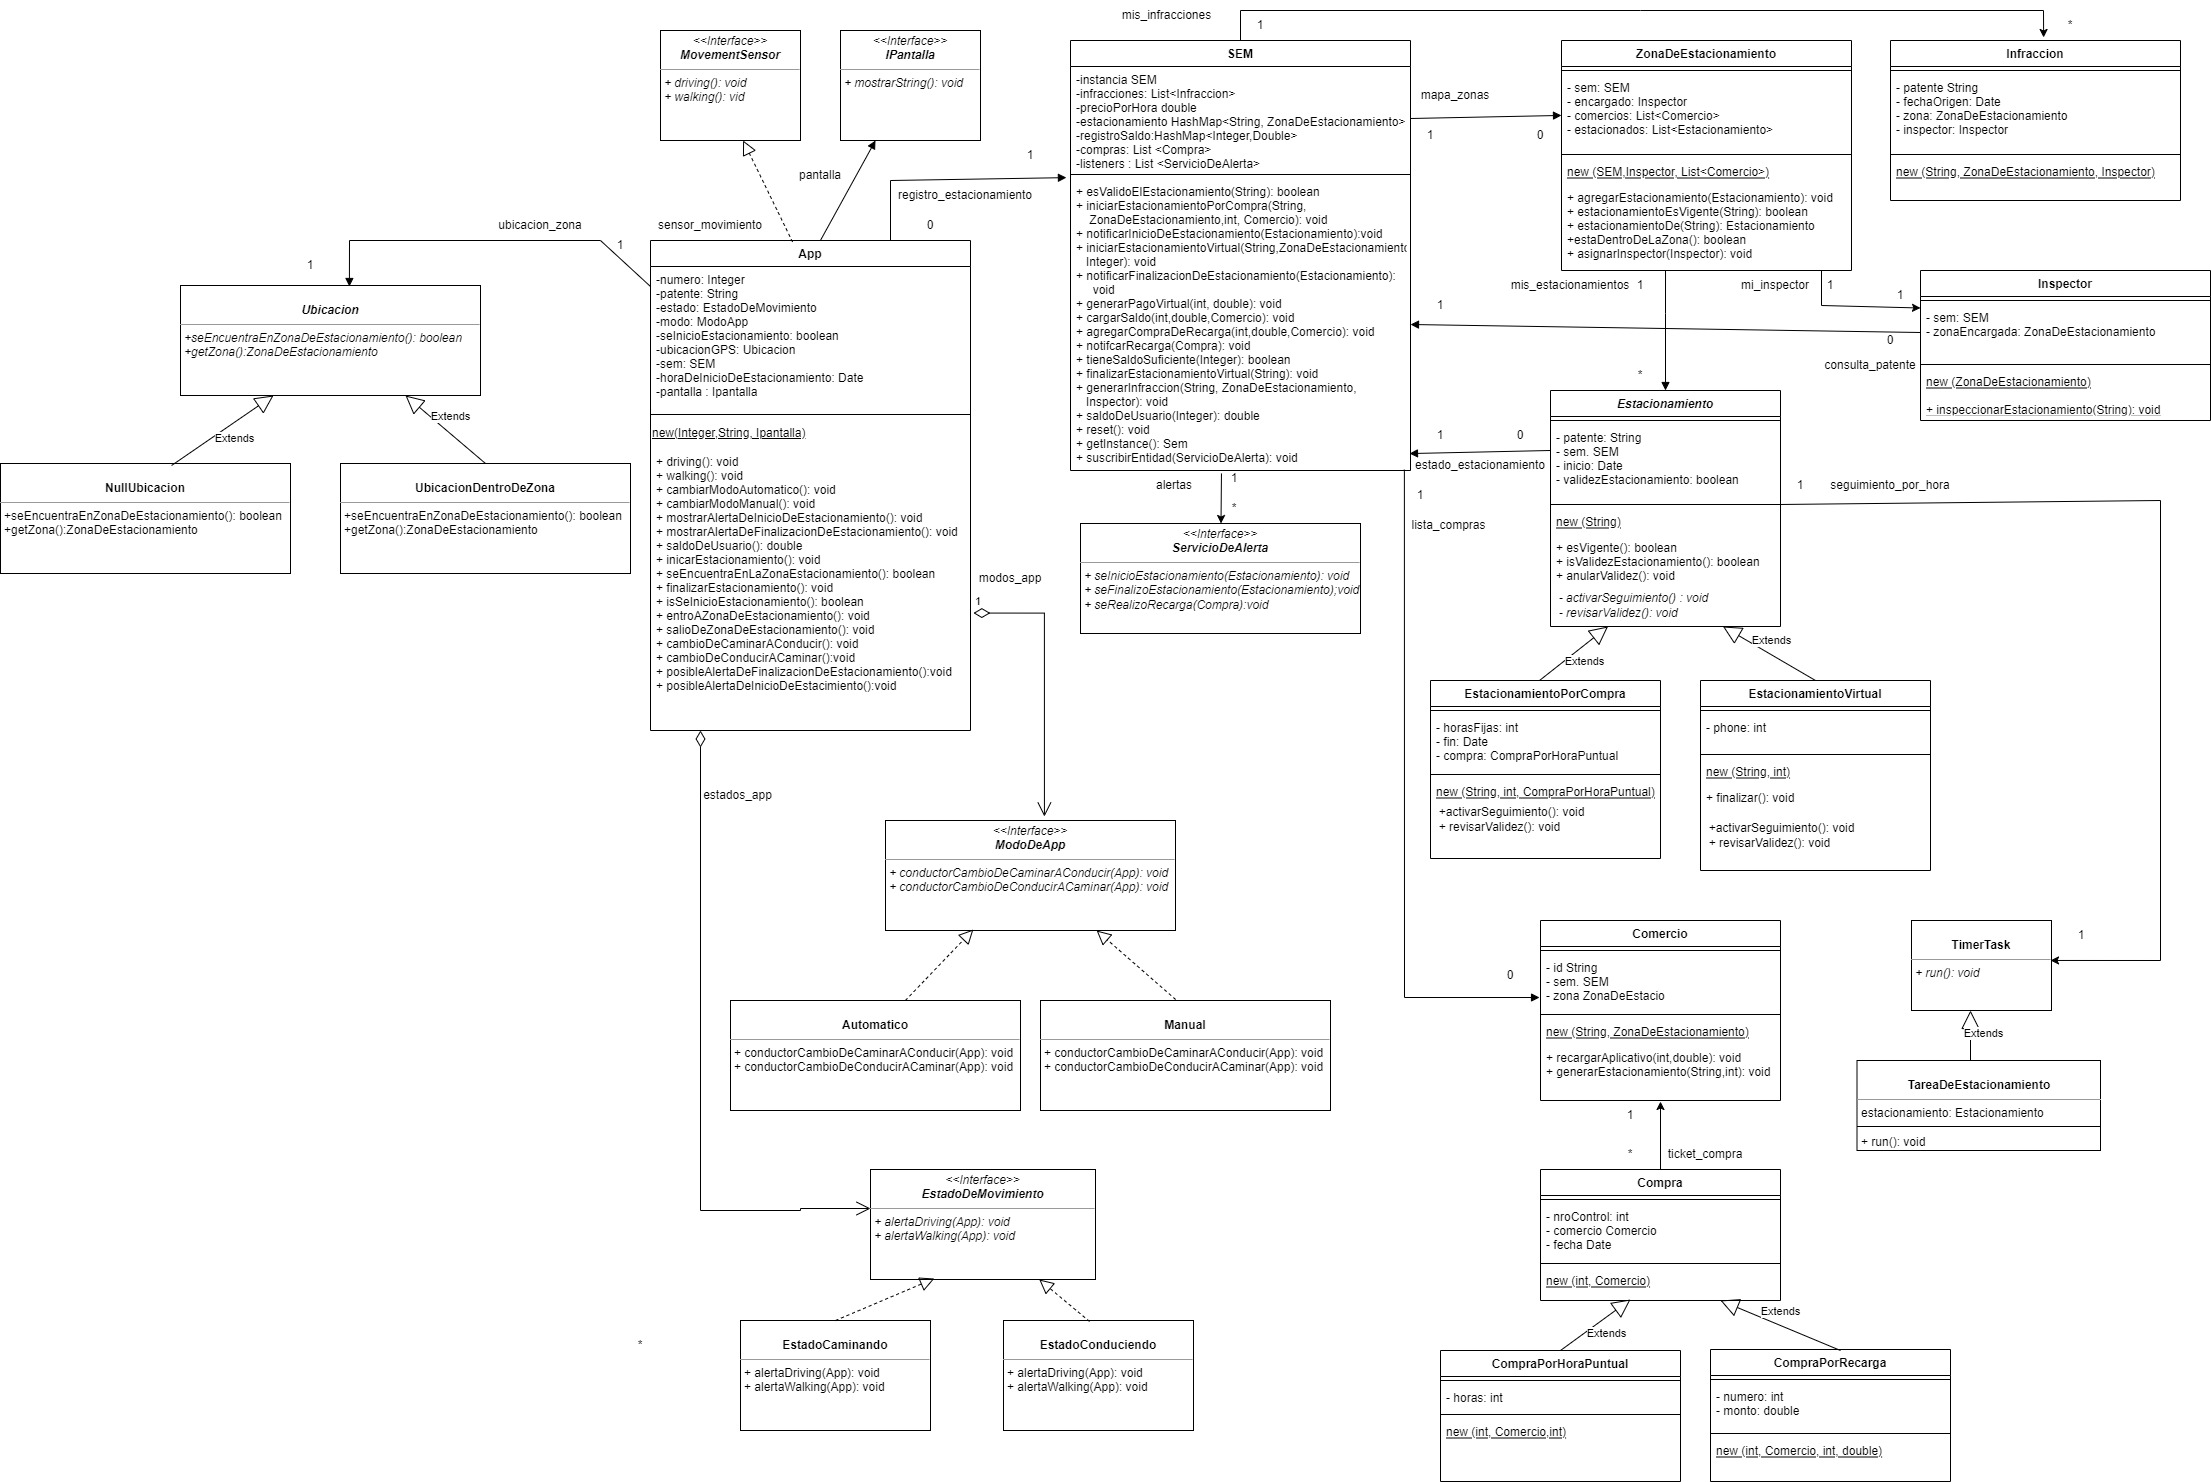 mis_infracciones
1
*
<<Interface>>
MovementSensor
+ driving(): void
+ walking(): vid
<<Interface>>
IPantalla
+ mostrarString(): void
SEM
-instancia SEM
-infracciones: List<Infraccion>
-precioPorHora double
-estacionamiento HashMap<String, ZonaDeEstacionamiento>
-registroSaldo:HashMap<Integer,Double>
-compras: List <Compra>
-listeners : List <ServicioDeAlerta>
+ esValidoElEstacionamiento(String): boolean
+ iniciarEstacionamientoPorCompra(String,
ZonaDeEstacionamiento,int, Comercio): void
+ notificarInicioDeEstacionamiento(Estacionamiento):void
+ iniciarEstacionamientoVirtual(String,ZonaDeEstacionamiento
Integer): void
+ notificarFinalizacionDeEstacionamiento(Estacionamiento):
void
+ generarPagoVirtual(int, double): void
+ cargarSaldo(int,double,Comercio): void
+ agregarCompraDeRecarga(int,double,Comercio): void
+ notifcarRecarga(Compra): void
+ tieneSaldoSuficiente(Integer): boolean
+ finalizarEstacionamientoVirtual(String): void
+ generarInfraccion(String, ZonaDeEstacionamiento,
Inspector): void
+ saldoDeUsuario(Integer): double
+ reset(): void
+ getInstance(): Sem
+ suscribirEntidad(ServicioDeAlerta): void
mapa_zonas
1
0
ZonaDeEstacionamiento
- sem: SEM
- encargado: Inspector
- comercios: List<Comercio>
- estacionados: List<Estacionamiento>
new (SEM,Inspector, List<Comercio>)
+ agregarEstacionamiento(Estacionamiento): void
+ estacionamientoEsVigente(String): boolean
+ estacionamientoDe(String): Estacionamiento
+estaDentroDeLaZona(): boolean
+ asignarInspector(Inspector): void
Infraccion
- patente String
- fechaOrigen: Date
- zona: ZonaDeEstacionamiento
- inspector: Inspector
new (String, ZonaDeEstacionamiento, Inspector)
pantalla
sensor_movimiento
1
registro_estacionamiento
0
ubicacion_zona
1
1
Ubicacion
+seEncuentraEnZonaDeEstacionamiento(): boolean
+getZona():ZonaDeEstacionamiento
Extends
Extends
NullUbicacion
+seEncuentraEnZonaDeEstacionamiento(): boolean
+getZona():ZonaDeEstacionamiento
UbicacionDentroDeZona
+seEncuentraEnZonaDeEstacionamiento(): boolean
+getZona():ZonaDeEstacionamiento
App
-numero: Integer
-patente: String
-estado: EstadoDeMovimiento
-modo: ModoApp
-seInicioEstacionamiento: boolean
-ubicacionGPS: Ubicacion
-sem: SEM
-horaDeInicioDeEstacionamiento: Date
-pantalla : Ipantalla
new(Integer,String, Ipantalla)
+ driving(): void
+ walking(): void
+ cambiarModoAutomatico(): void
+ cambiarModoManual(): void
+ mostrarAlertaDeInicioDeEstacionamiento(): void
+ mostrarAlertaDeFinalizacionDeEstacionamiento(): void
+ saldoDeUsuario(): double
+ inicarEstacionamiento(): void
+ seEncuentraEnLaZonaEstacionamiento(): boolean
+ finalizarEstacionamiento(): void
+ isSeInicioEstacionamiento(): boolean
+ entroAZonaDeEstacionamiento(): void
+ salioDeZonaDeEstacionamiento(): void
+ cambioDeCaminarAConducir(): void
+ cambioDeConducirACaminar():void
+ posibleAlertaDeFinalizacionDeEstacionamiento():void
+ posibleAlertaDeInicioDeEstacimiento():void
mis_estacionamientos
1
mi_inspector
1
1
Inspector
- sem: SEM
- zonaEncargada: ZonaDeEstacionamiento
new (ZonaDeEstacionamiento)
+ inspeccionarEstacionamiento(String): void
1
0
consulta_patente
*
Estacionamiento
- patente: String
- sem. SEM
- inicio: Date
- validezEstacionamiento: boolean
new (String)
+ esVigente(): boolean
+ isValidezEstacionamiento(): boolean
+ anularValidez(): void
- activarSeguimiento() : void
- revisarValidez(): void
1
0
estado_estacionamiento
1
seguimiento_por_hora
1
lista_compras
alertas
1
*
<<Interface>>
ServicioDeAlerta
+ seInicioEstacionamiento(Estacionamiento): void
+ seFinalizoEstacionamiento(Estacionamiento);void
+ seRealizoRecarga(Compra):void
modos_app
1
Extends
Extends
EstacionamientoPorCompra
- horasFijas: int
- fin: Date
- compra: CompraPorHoraPuntual
new (String, int, CompraPorHoraPuntual)
+activarSeguimiento(): void
+ revisarValidez(): void
EstacionamientoVirtual
- phone: int
new (String, int)
+ finalizar(): void
+activarSeguimiento(): void
+ revisarValidez(): void
estados_app
<<Interface>>
ModoDeApp
+ conductorCambioDeCaminarAConducir(App): void
+ conductorCambioDeConducirACaminar(App): void
Automatico
+ conductorCambioDeCaminarAConducir(App): void
+ conductorCambioDeConducirACaminar(App): void
Manual
+ conductorCambioDeCaminarAConducir(App): void
+ conductorCambioDeConducirACaminar(App): void
0
Comercio
- id String
- sem. SEM
- zona ZonaDeEstacio
new (String, ZonaDeEstacionamiento)
+ recargarAplicativo(int,double): void
+ generarEstacionamiento(String,int): void
1
TimerTask
+ run(): void
Extends
TareaDeEstacionamiento
estacionamiento: Estacionamiento
+ run(): void
1
*
ticket_compra
Compra
- nroControl: int
- comercio Comercio
- fecha Date
new (int, Comercio)
Extends
Extends
<<Interface>>
EstadoDeMovimiento
+ alertaDriving(App): void
+ alertaWalking(App): void
*
EstadoCaminando
+ alertaDriving(App): void
+ alertaWalking(App): void
EstadoConduciendo
+ alertaDriving(App): void
+ alertaWalking(App): void
CompraPorHoraPuntual
- horas: int
new (int, Comercio,int)
CompraPorRecarga
- numero: int
- monto: double
new (int, Comercio, int, double)